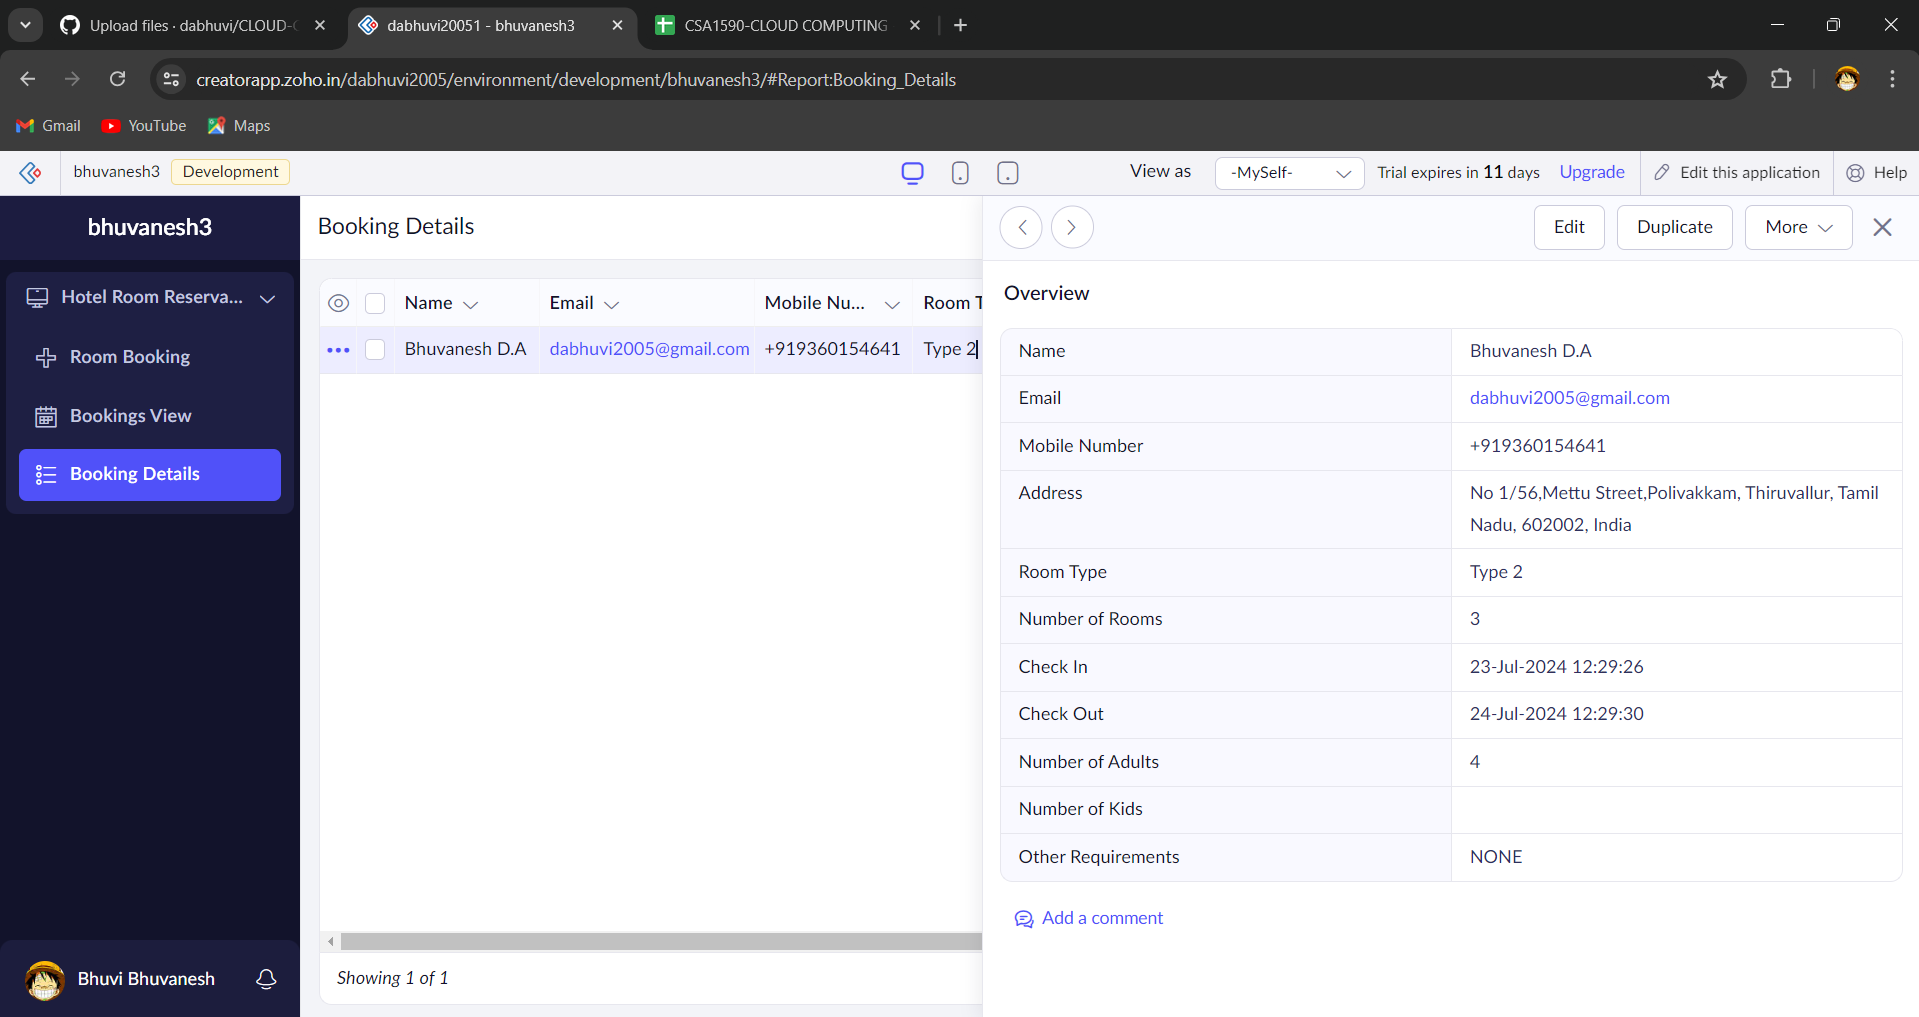 Upload files · dabhuvi/CLOUD-C
dabhuvi20051 - bhuvanesh3
CSA1590-CLOUD COMPUTING
creatorapp.zoho.in/dabhuvi2005/environment/development/bhuvanesh3/#Report:Booking_Details
Gmail
YouTube
Maps
bhuvanesh3
Development
View as
-MySelf-
Trial expires in 11 days
Upgrade
Edit this application
Help
bhuvanesh3
Hotel Room Reserva...
Room Booking
Bookings View
Booking Details
Bhuvi Bhuvanesh
Booking Details
Name Email Mobile Nu... Room T
Bhuvanesh D.A dabhuvi2005@gmail.com +919360154641 Type 2
Showing 1 of 1
Edit
Duplicate
More
Overview
Name Bhuvanesh D.A
Email dabhuvi2005@gmail.com
Mobile Number +919360154641
Address No 1/56,Mettu Street,Polivakkam, Thiruvallur, Tamil
Nadu, 602002, India
Room Type Type 2
Number of Rooms 3
Check In 23-Jul-2024 12:29:26
Check Out 24-Jul-2024 12:29:30
Number of Adults 4
Number of Kids
Other Requirements NONE
Add a comment